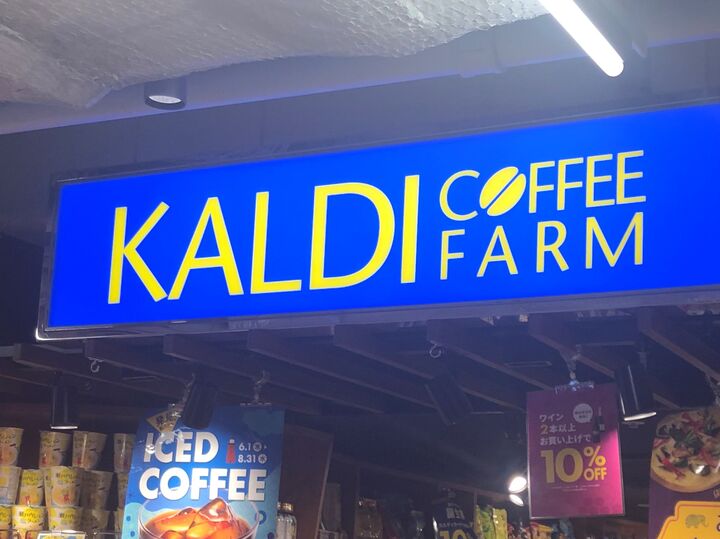 KALDI
COFFEE
FARM
ICED
COFFEE
6.1
8.31
ワイン
2本以上
お買い上げで
10%
OFF